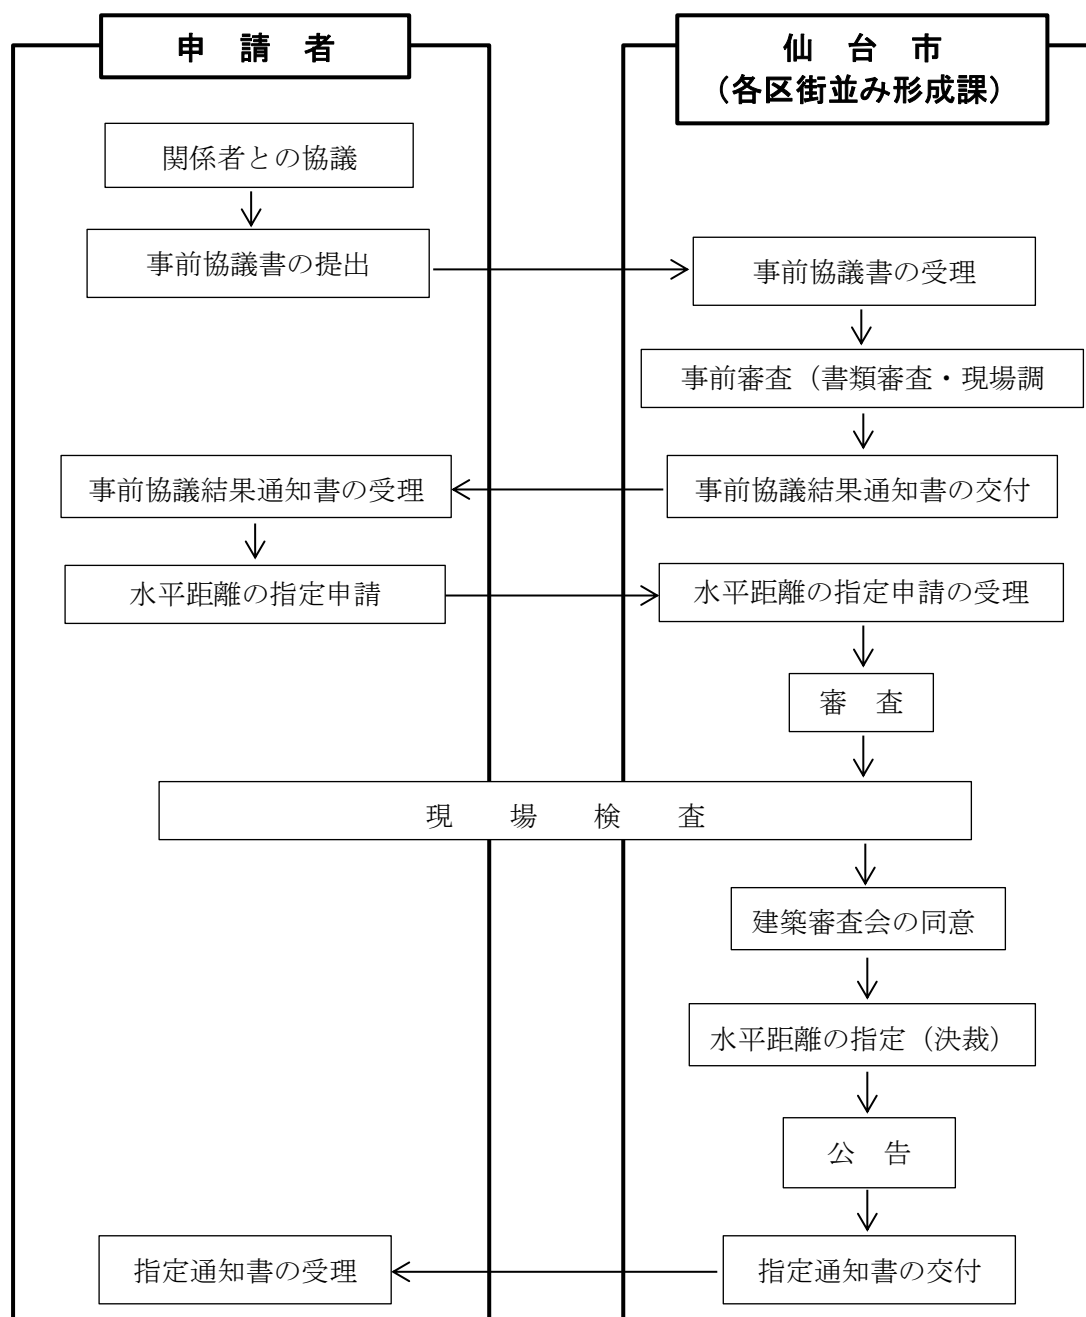 申　請　者
仙　台　市
（各区街並み形成課）
関係者との協議
事前協議書の提出
事前協議書の受理
事前審査（書類審査・現場調
事前協議結果通知書の受理
事前協議結果通知書の交付
水平距離の指定申請
水平距離の指定申請の受理
審　査
現　　場　　検　　査
建築審査会の同意
水平距離の指定（決裁）
公　告
指定通知書の受理
指定通知書の交付